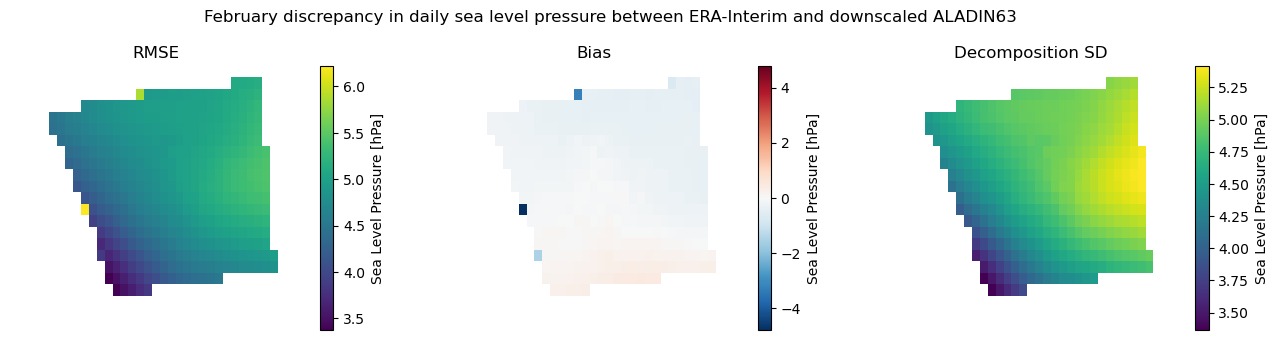 February discrepancy in daily sea level pressure between ERA-Interim and downscaled ALADIN63
RMSE
6.0
5.5
5.0
4.5
4.0
3.5
Sea Level Pressure [hPa]
Bias
4
2
0
−2
−4
Sea Level Pressure [hPa]
Decomposition SD
5.25
5.00
4.75
4.50
4.25
4.00
3.75
3.50
Sea Level Pressure [hPa]